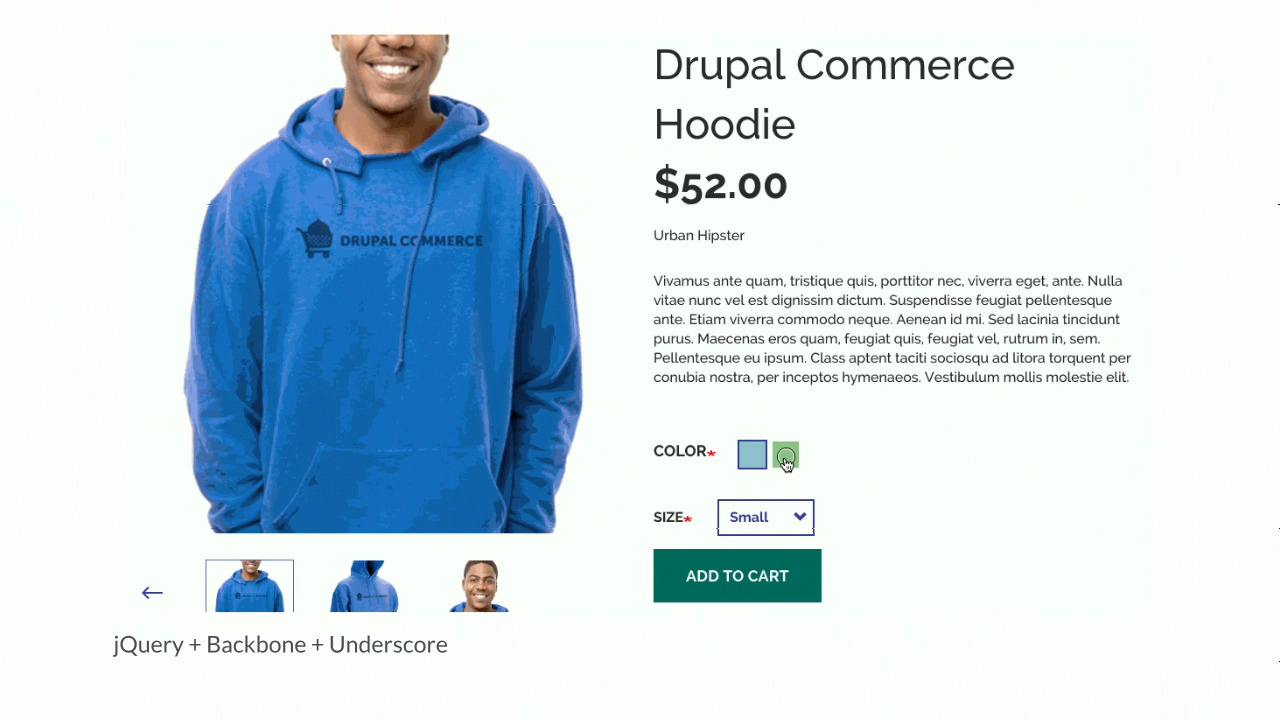 Drupal Commerce
Hoodie
$52.00
Urban Hipster
Vivamus ante quam, tristique quis, porttitor nec, viverra eget, ante. Nulla
vitae nunc vel est dignissim dictum. Suspendisse feugiat pellentesque
ante. Etiam viverra commodo neque. Aenean id mi. Sed lacinia tincidunt
purus. Maecenas eros quam, feugiat quis, feugiat vel, rutrum in, sem.
Pellentesque eu ipsum. Class aptent taciti sociosqu ad litora torquent per
conubia nostra, per inceptos hymenaeos. Vestibulum mollis molestie elit.
COLOR*
SIZE* Small
ADD TO CART
DRUPAL COMMERCE
jQuery + Backbone + Underscore